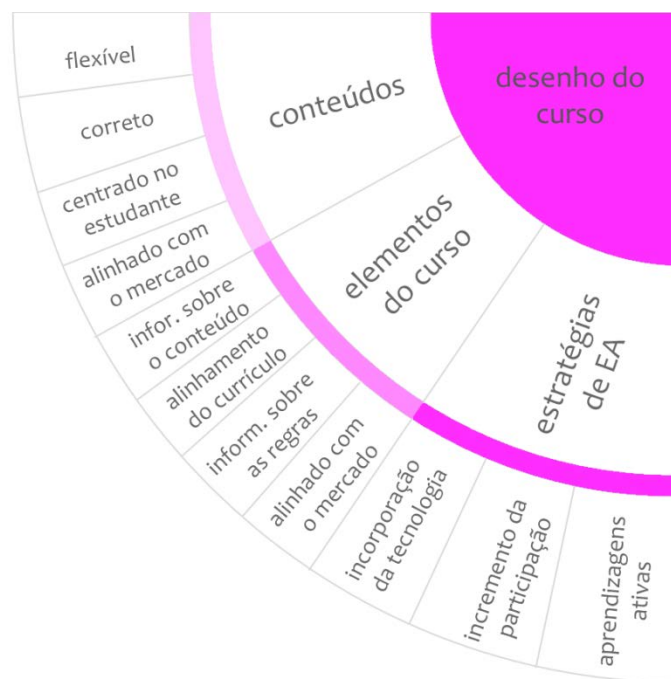 desenho do
curso
conteúdos
flexível
correto
centrado no
estudante
alinhado com
o mercado
elementos
do curso
infor. sobre
o conteúdo
alinhamento
do currículo
inform. sobre
as regras
alinhado com
o mercado
estratégias
de EA
incorporação
da tecnologia
incremento da
participação
aprendizagens
ativas